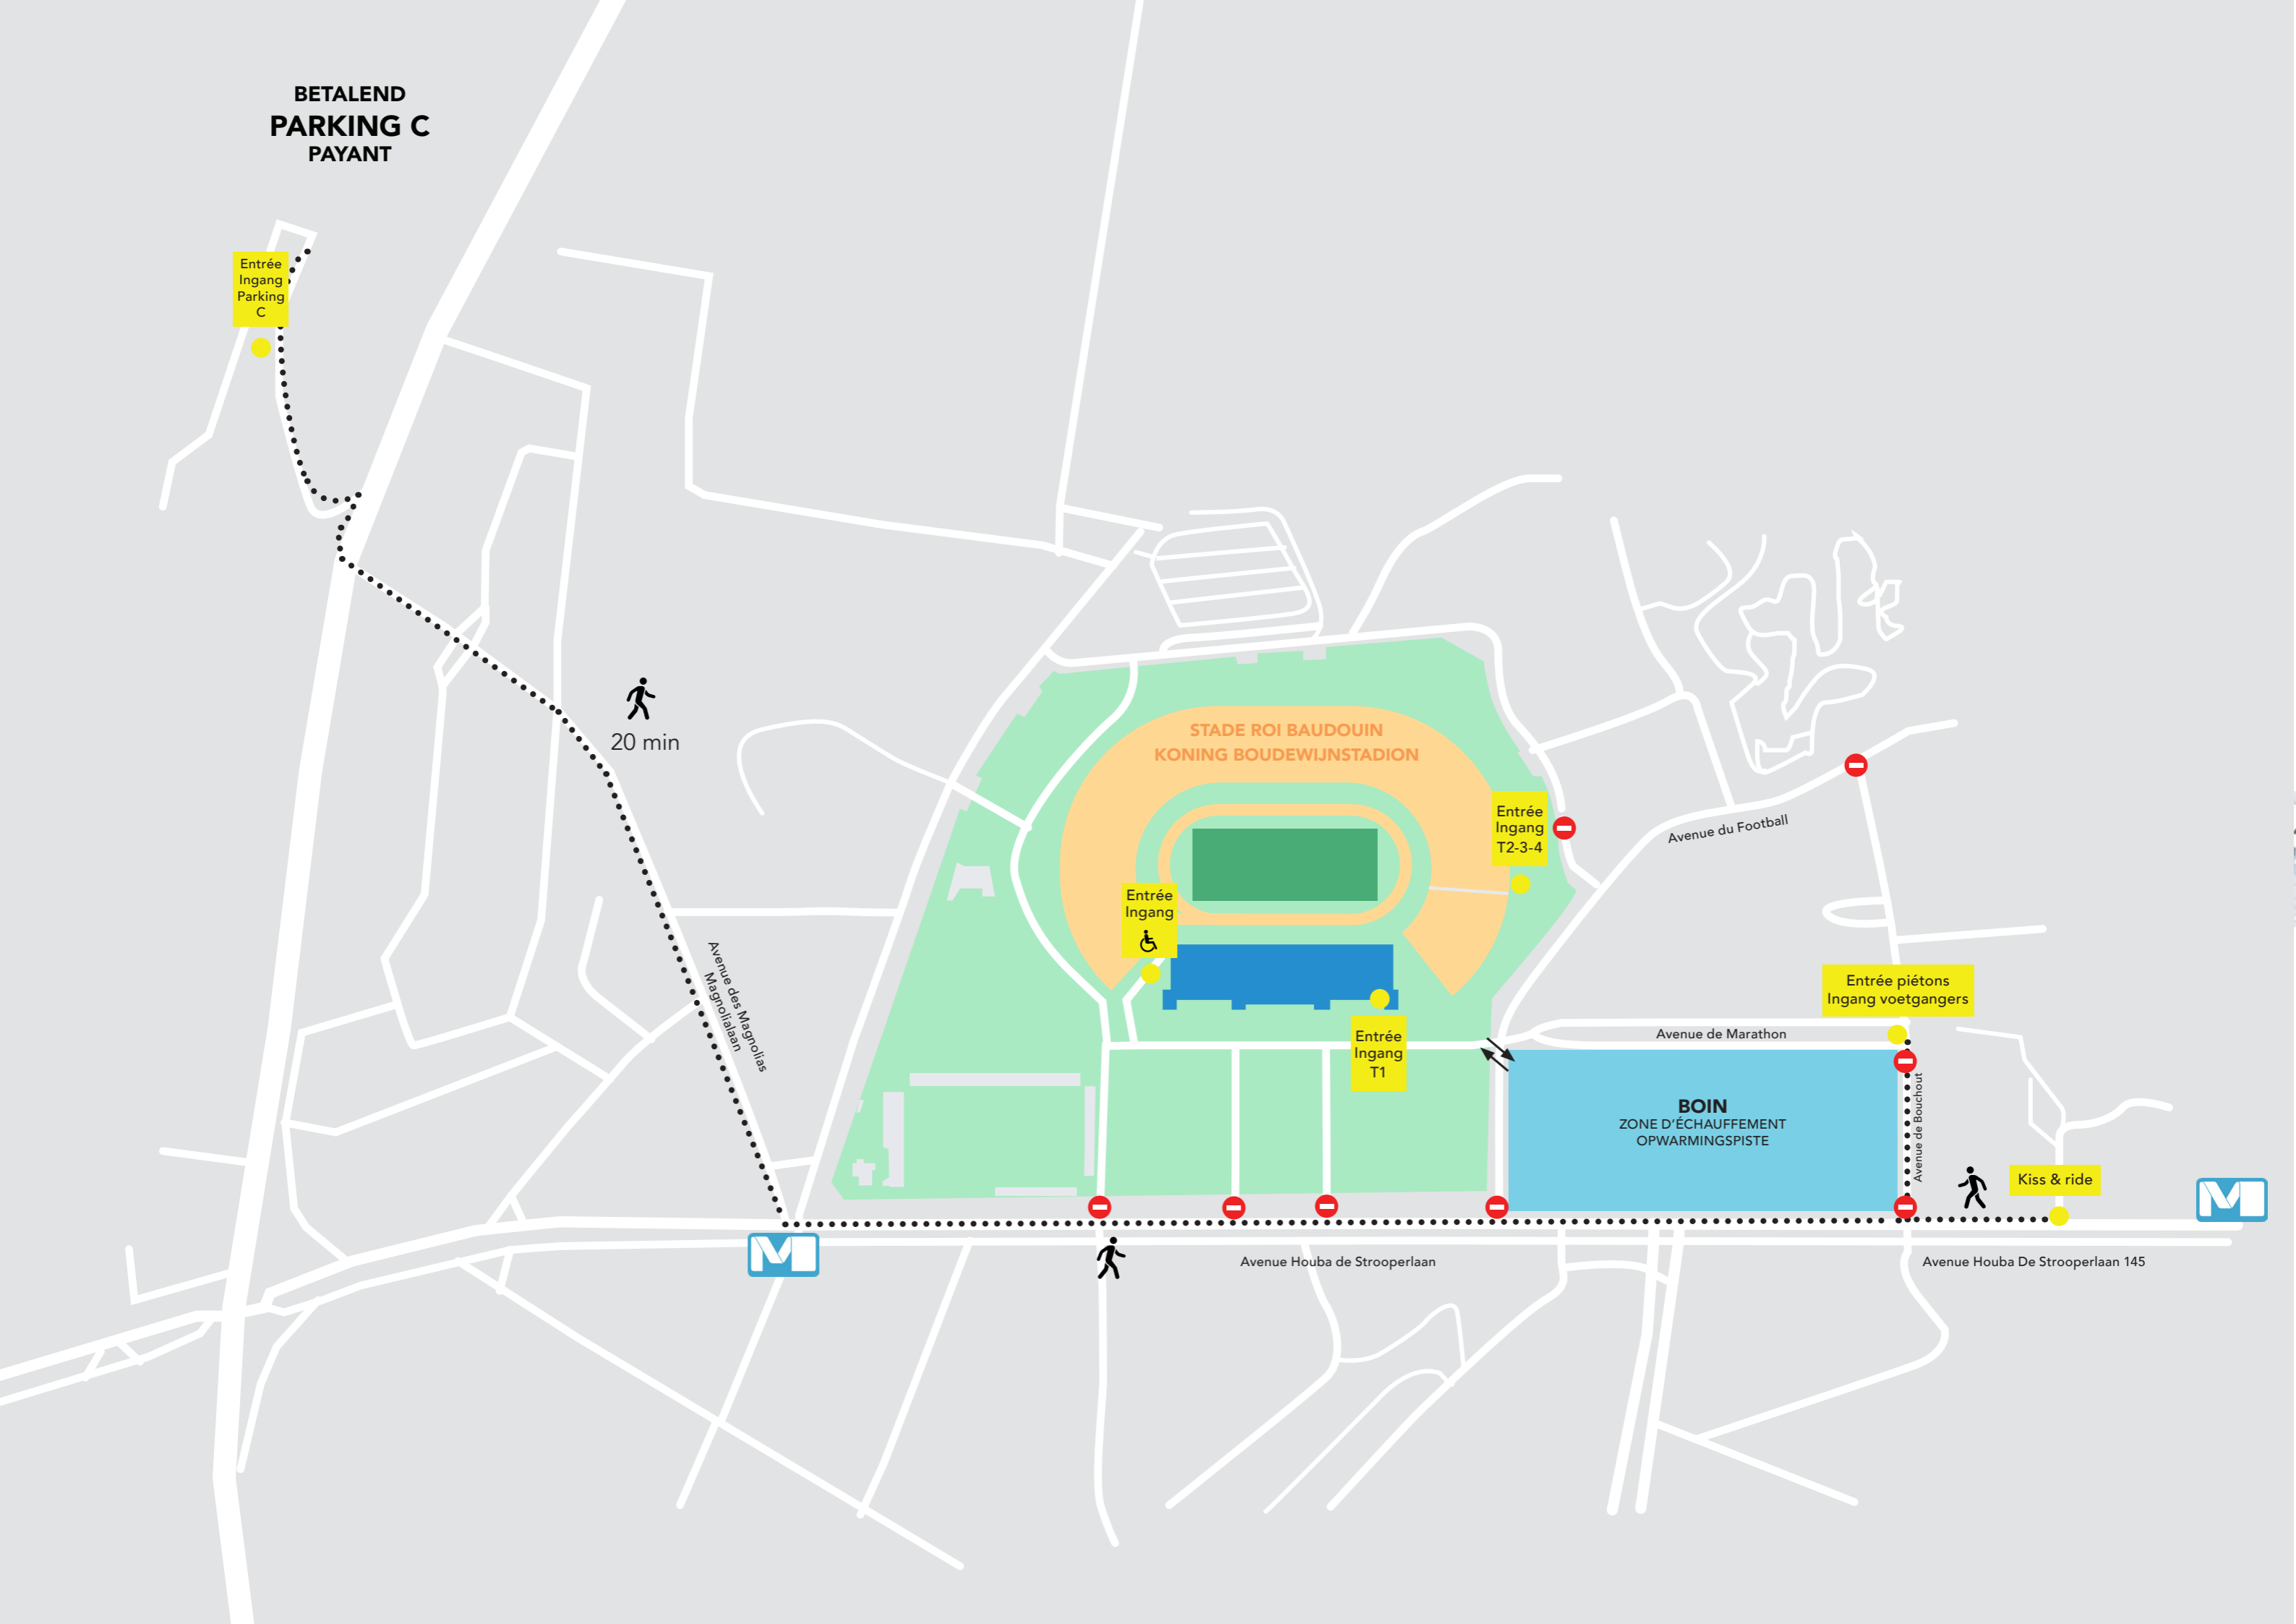 BETALEND
PARKING C
PAYANT
Entrée
Ingang
Parking
C
20 min
STADE ROI BAUDOUIN
KONING BOUDEWIJNSTADION
Entrée
Ingang
T2-3-4
Avenue du Football
Entrée
Ingang
Avenue des Magnolias
Magnolialaan
Entrée piétons
Ingang voetgangers
Entrée
Ingang
T1
Avenue de Marathon
BOIN
ZONE D'ÉCHAUFFEMENT
OPWARMINGSPISTE
Avenue de Bouchout
Kiss & ride
M
M
Avenue Houba de Strooperlaan
Avenue Houba De Strooperlaan 145